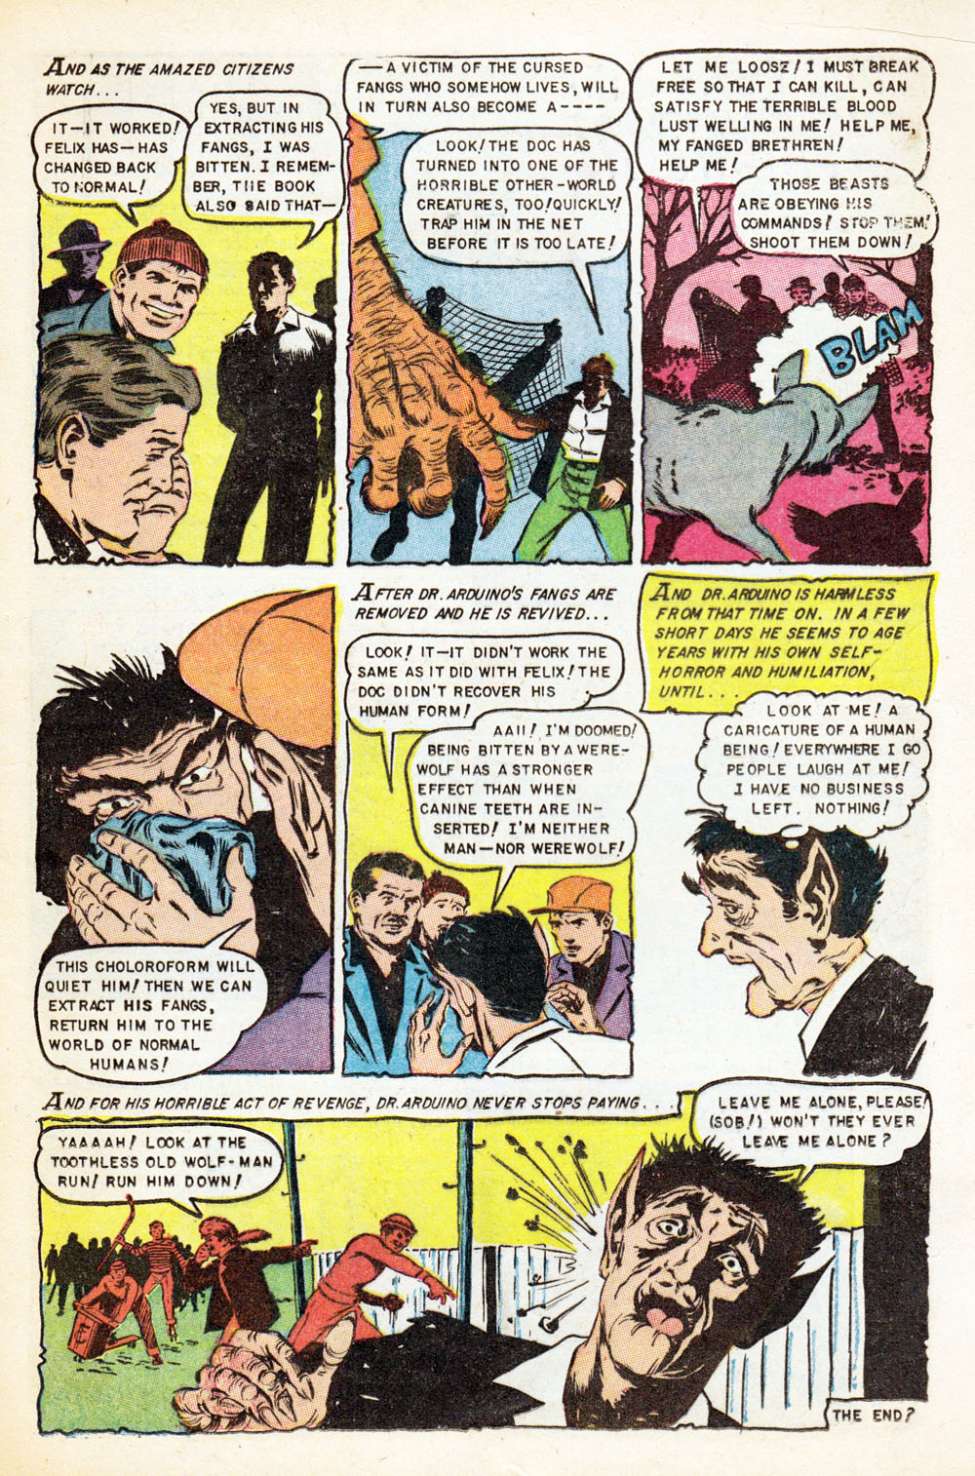 AND AS THE AMAZED CITIZENS
WATCH...
IT—IT WORKED!
FELIX HAS—HAS
CHANGED BACK
TO NORMAL!
YES, BUT IN
EXTRACTING HIS
FANGS, I WAS
BITTEN. I REMEM-
BER, THE BOOK
ALSO SAID THAT—
—A VICTIM OF THE CURSED
FANGS WHO SOMEHOW LIVES, WILL
IN TURN ALSO BECOME A----
LOOK! THE DOC HAS
TURNED INTO ONE OF THE
HORRIBLE OTHER-WORLD
CREATURES, TOO! QUICKLY!
TRAP HIM IN THE NET
BEFORE IT IS TOO LATE!
LET ME LOOSZ! I MUST BREAK
FREE SO THAT I CAN KILL, CAN
SATISFY THE TERRIBLE BLOOD
LUST WELLING IN ME! HELP ME,
MY FANGED BRETHREN!
HELP ME!
THOSE BEASTS
ARE OBEYING HIS
COMMANDS! STOP THEM!
SHOOT THEM DOWN!
BLAM
THIS CHOLOROFORM WILL
QUIET HIM! THEN WE CAN
EXTRACT HIS FANGS,
RETURN HIM TO THE
WORLD OF NORMAL
HUMANS!
AFTER DR. ARDUINO'S FANGS ARE
REMOVED AND HE IS REVIVED...
LOOK! IT—IT DIDN'T WORK THE
SAME AS IT DID WITH FELIX! THE
DOC DIDN'T RECOVER HIS
HUMAN FORM!
AAII! I'M DOOMED!
BEING BITTEN BY A WERE-
WOLF HAS A STRONGER
EFFECT THAN WHEN
CANINE TEETH ARE IN-
SERTED! I'M NEITHER
MAN—NOR WEREWOLF!
AND DR. ARDUINO IS HARMLESS
FROM THAT TIME ON. IN A FEW
SHORT DAYS HE SEEMS TO AGE
YEARS WITH HIS OWN SELF-
HORROR AND HUMILIATION,
UNTIL...
LOOK AT ME! A
CARICATURE OF A HUMAN
BEING! EVERYWHERE I GO
PEOPLE LAUGH AT ME!
I HAVE NO BUSINESS
LEFT. NOTHING!
AND FOR HIS HORRIBLE ACT OF REVENGE, DR. ARDUINO NEVER STOPS PAYING...
YAAAAH! LOOK AT THE
TOOTHLESS OLD WOLF-MAN
RUN! RUN HIM DOWN!
LEAVE ME ALONE, PLEASE!
(SOB!) WON'T THEY EVER
LEAVE ME ALONE?
THE END?